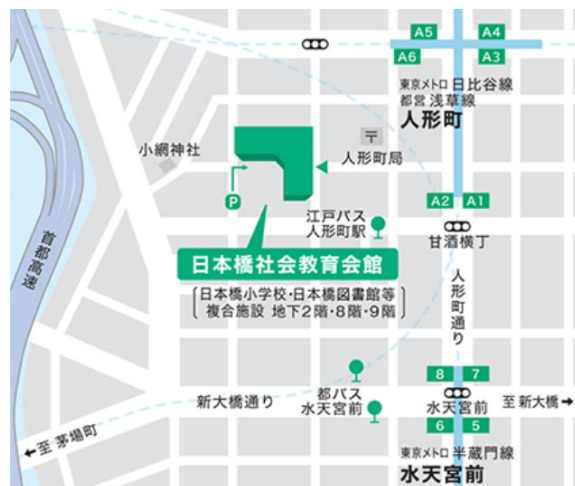 A5
A4
A6
A3
東京メトロ 日比谷線
都営 浅草線
人形町
〒
小網神社
人形町局
P
A2
A1
江戸バス
人形町駅
甘酒横丁
日本橋社会教育会館
日本橋小学校・日本橋図書館等
複合施設 地下2階・8階・9階
首都高速
人形町通り
8
7
都バス
水天宮前
新大橋通り
水天宮前
至 新大橋→
6
5
←至 茅場町
東京メトロ 半蔵門線
水天宮前